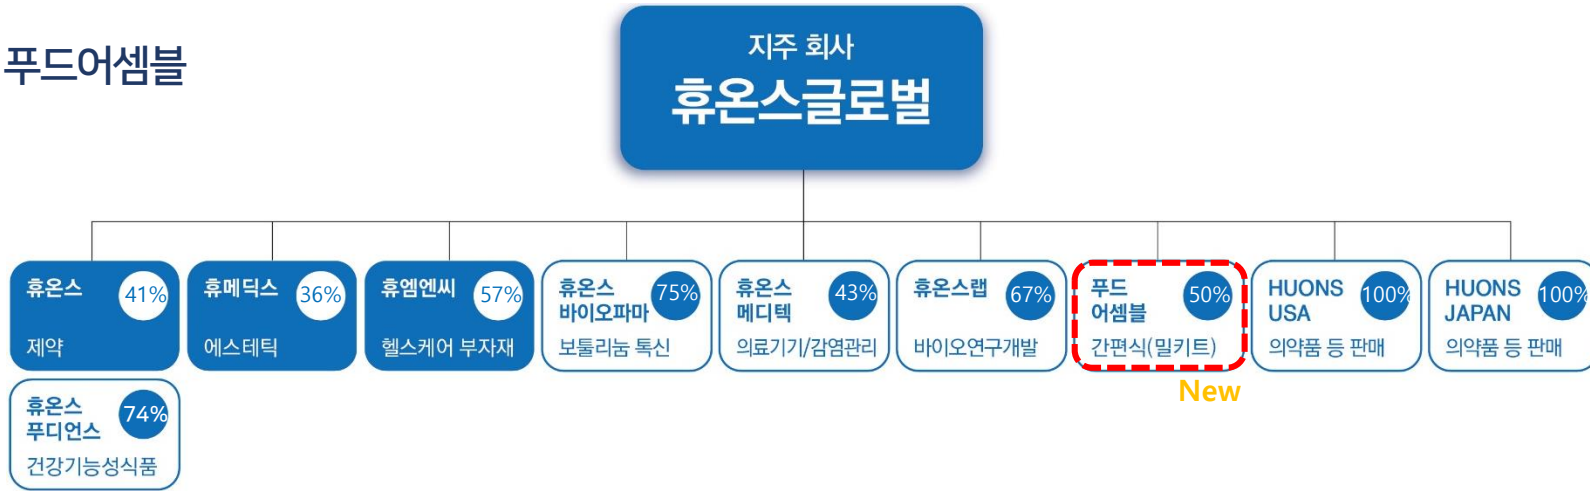 푸드어셈블
지주 회사
휴온스글로벌
휴온스
41%
제약
휴메딕스
36%
에스테틱
휴엠엔씨
57%
헬스케어 부자재
휴온스
바이오파마
75%
보툴리눔 톡신
휴온스
메디텍
43%
의료기기/감염관리
휴온스랩
67%
바이오연구개발
푸드
어셈블
50%
간편식(밀키트)
New
HUONS
USA
100%
의약품 등 판매
HUONS
JAPAN
100%
의약품 등 판매
휴온스
푸디언스
74%
건강기능성식품